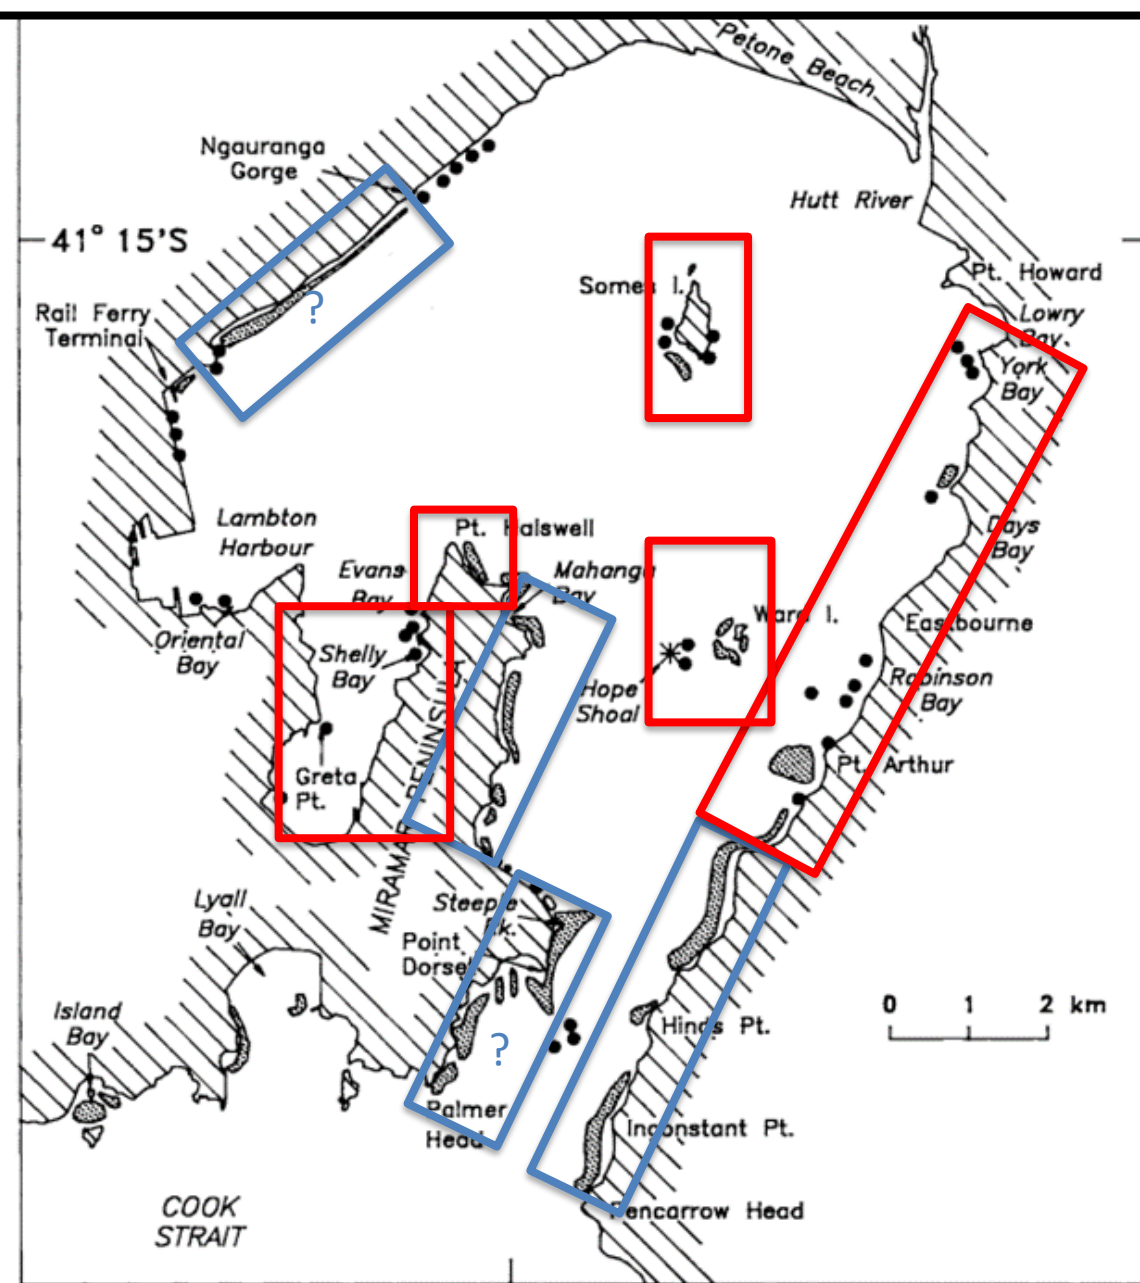 Petone Beach
Ngauranga
Gorge
Hutt River
41° 15'S
Pt. Howard
Somes I.
Lowry
Bay
Rail Ferry
Terminal
?
York
Bay
Lambton
Harbour
Pt. Halswell
Days
Bay
Evans
Bay
Mahanga
Bay
Ward I.
Eastbourne
Oriental
Bay
Shelly
Bay
Hope
Shoal
Robinson
Bay
MIRAMAR PENINSULA
Greta
Pt.
Pt. Arthur
Lyall
Bay
Steeple
Rk.
Point
Dorset
Island
Bay
0 1 2 km
Hinds Pt.
?
Palmer
Head
Inconstant Pt.
Pencarrow Head
COOK
STRAIT